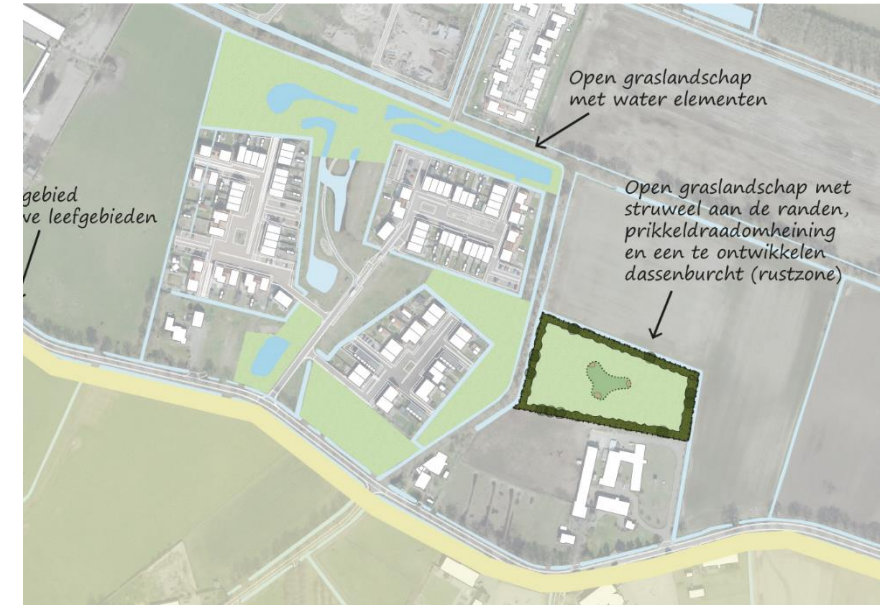 Open graslandschap
met water elementen
gebied
we leefgebieden
Open graslandschap met
struweel aan de randen,
prikkeldraadomheining
en een te ontwikkelen
dassenburcht (rustzone)